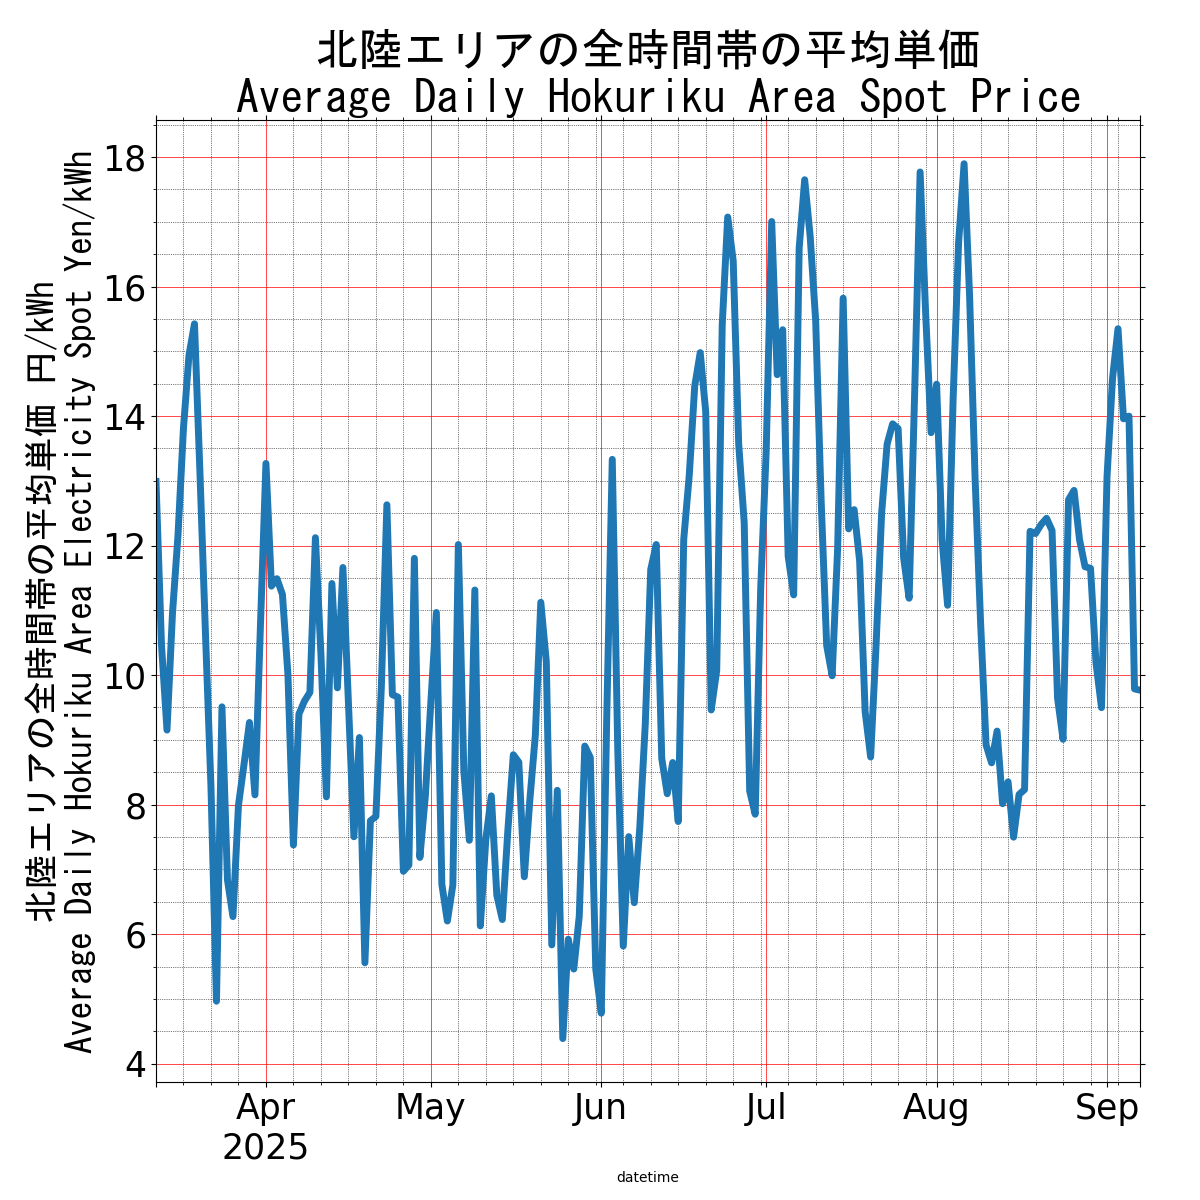 北陸エリアの全時間帯の平均単価
Average Daily Hokuriku Area Spot Price
北陸エリアの全時間帯の平均単価 円/kWh
Average Daily Hokuriku Area Electricity Spot Yen/kWh
18
16
14
12
10
8
6
4
Apr
May
Jun
Jul
Aug
Sep
2025
datetime